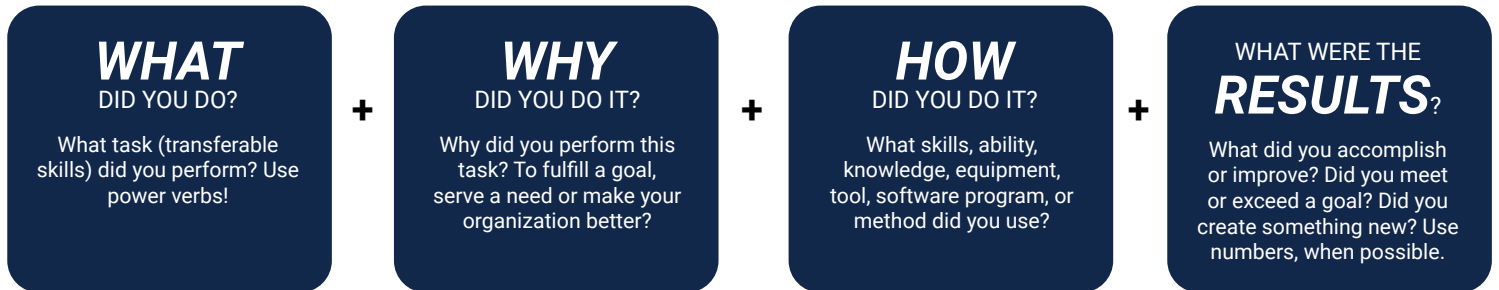 WHAT
DID YOU DO?
What task (transferable
skills) did you perform? Use
power verbs!
+
WHY
DID YOU DO IT?
Why did you perform this
task? To fulfill a goal,
serve a need or make your
organization better?
+
HOW
DID YOU DO IT?
What skills, ability,
knowledge, equipment,
tool, software program, or
method did you use?
+
WHAT WERE THE
RESULTS?
What did you accomplish
or improve? Did you meet
or exceed a goal? Did you
create something new? Use
numbers, when possible.